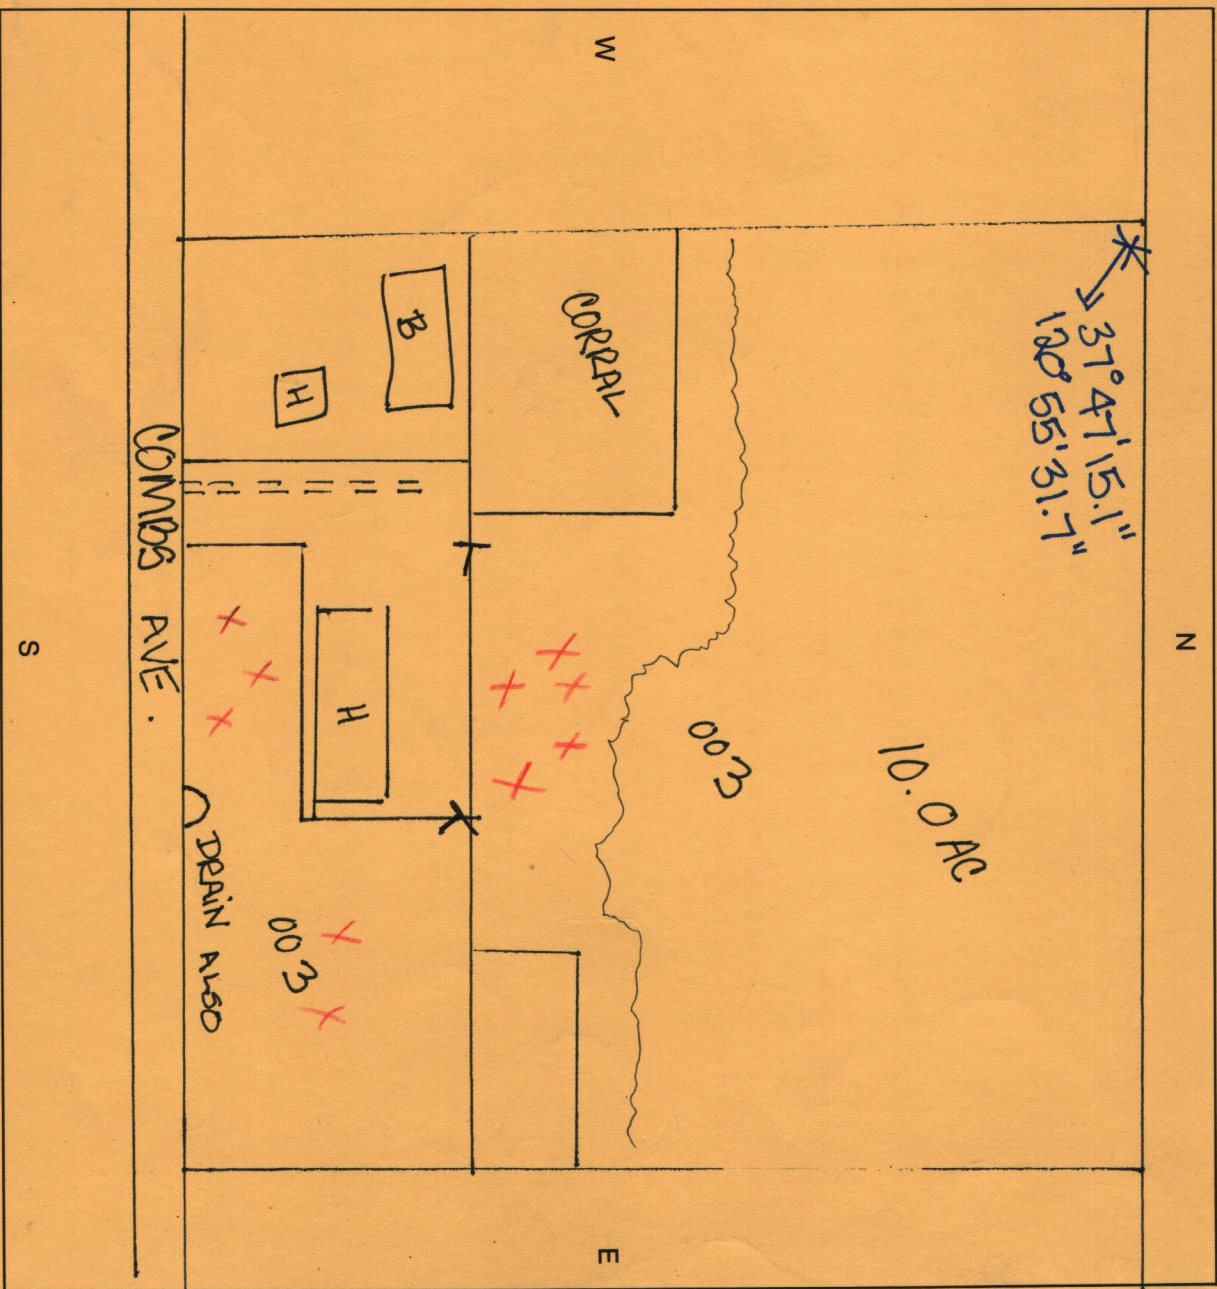 N
W
37° 47' 15.1"
120° 55' 31.7"
10.0 AC
003
CORRAL
B
H
H
003
DRAIN ALSO
COMBS AVE.
E
S